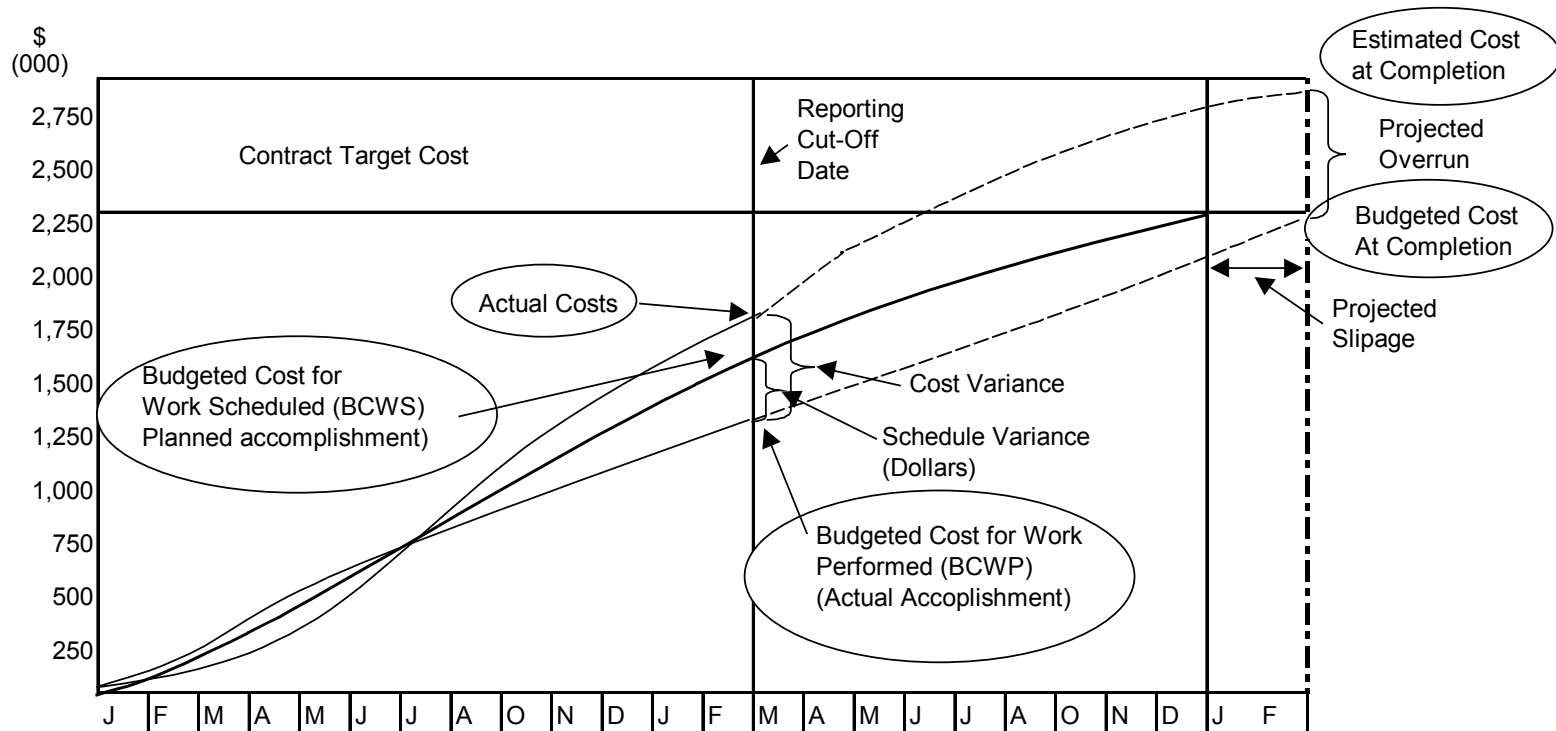 $
(000)
2,750
2,500
2,250
2,000
1,750
1,500
1,250
1,000
750
500
250
Contract Target Cost
Reporting
Cut-Off
Date
Estimated Cost
at Completion
Projected
Overrun
Budgeted Cost
At Completion
Projected
Slipage
Actual Costs
Budgeted Cost for
Work Scheduled (BCWS)
Planned accomplishment)
Cost Variance
Schedule Variance
(Dollars)
Budgeted Cost for Work
Performed (BCWP)
(Actual Accoplishment)
J F M A M J J A O N D J F M A M J J A O N D J F